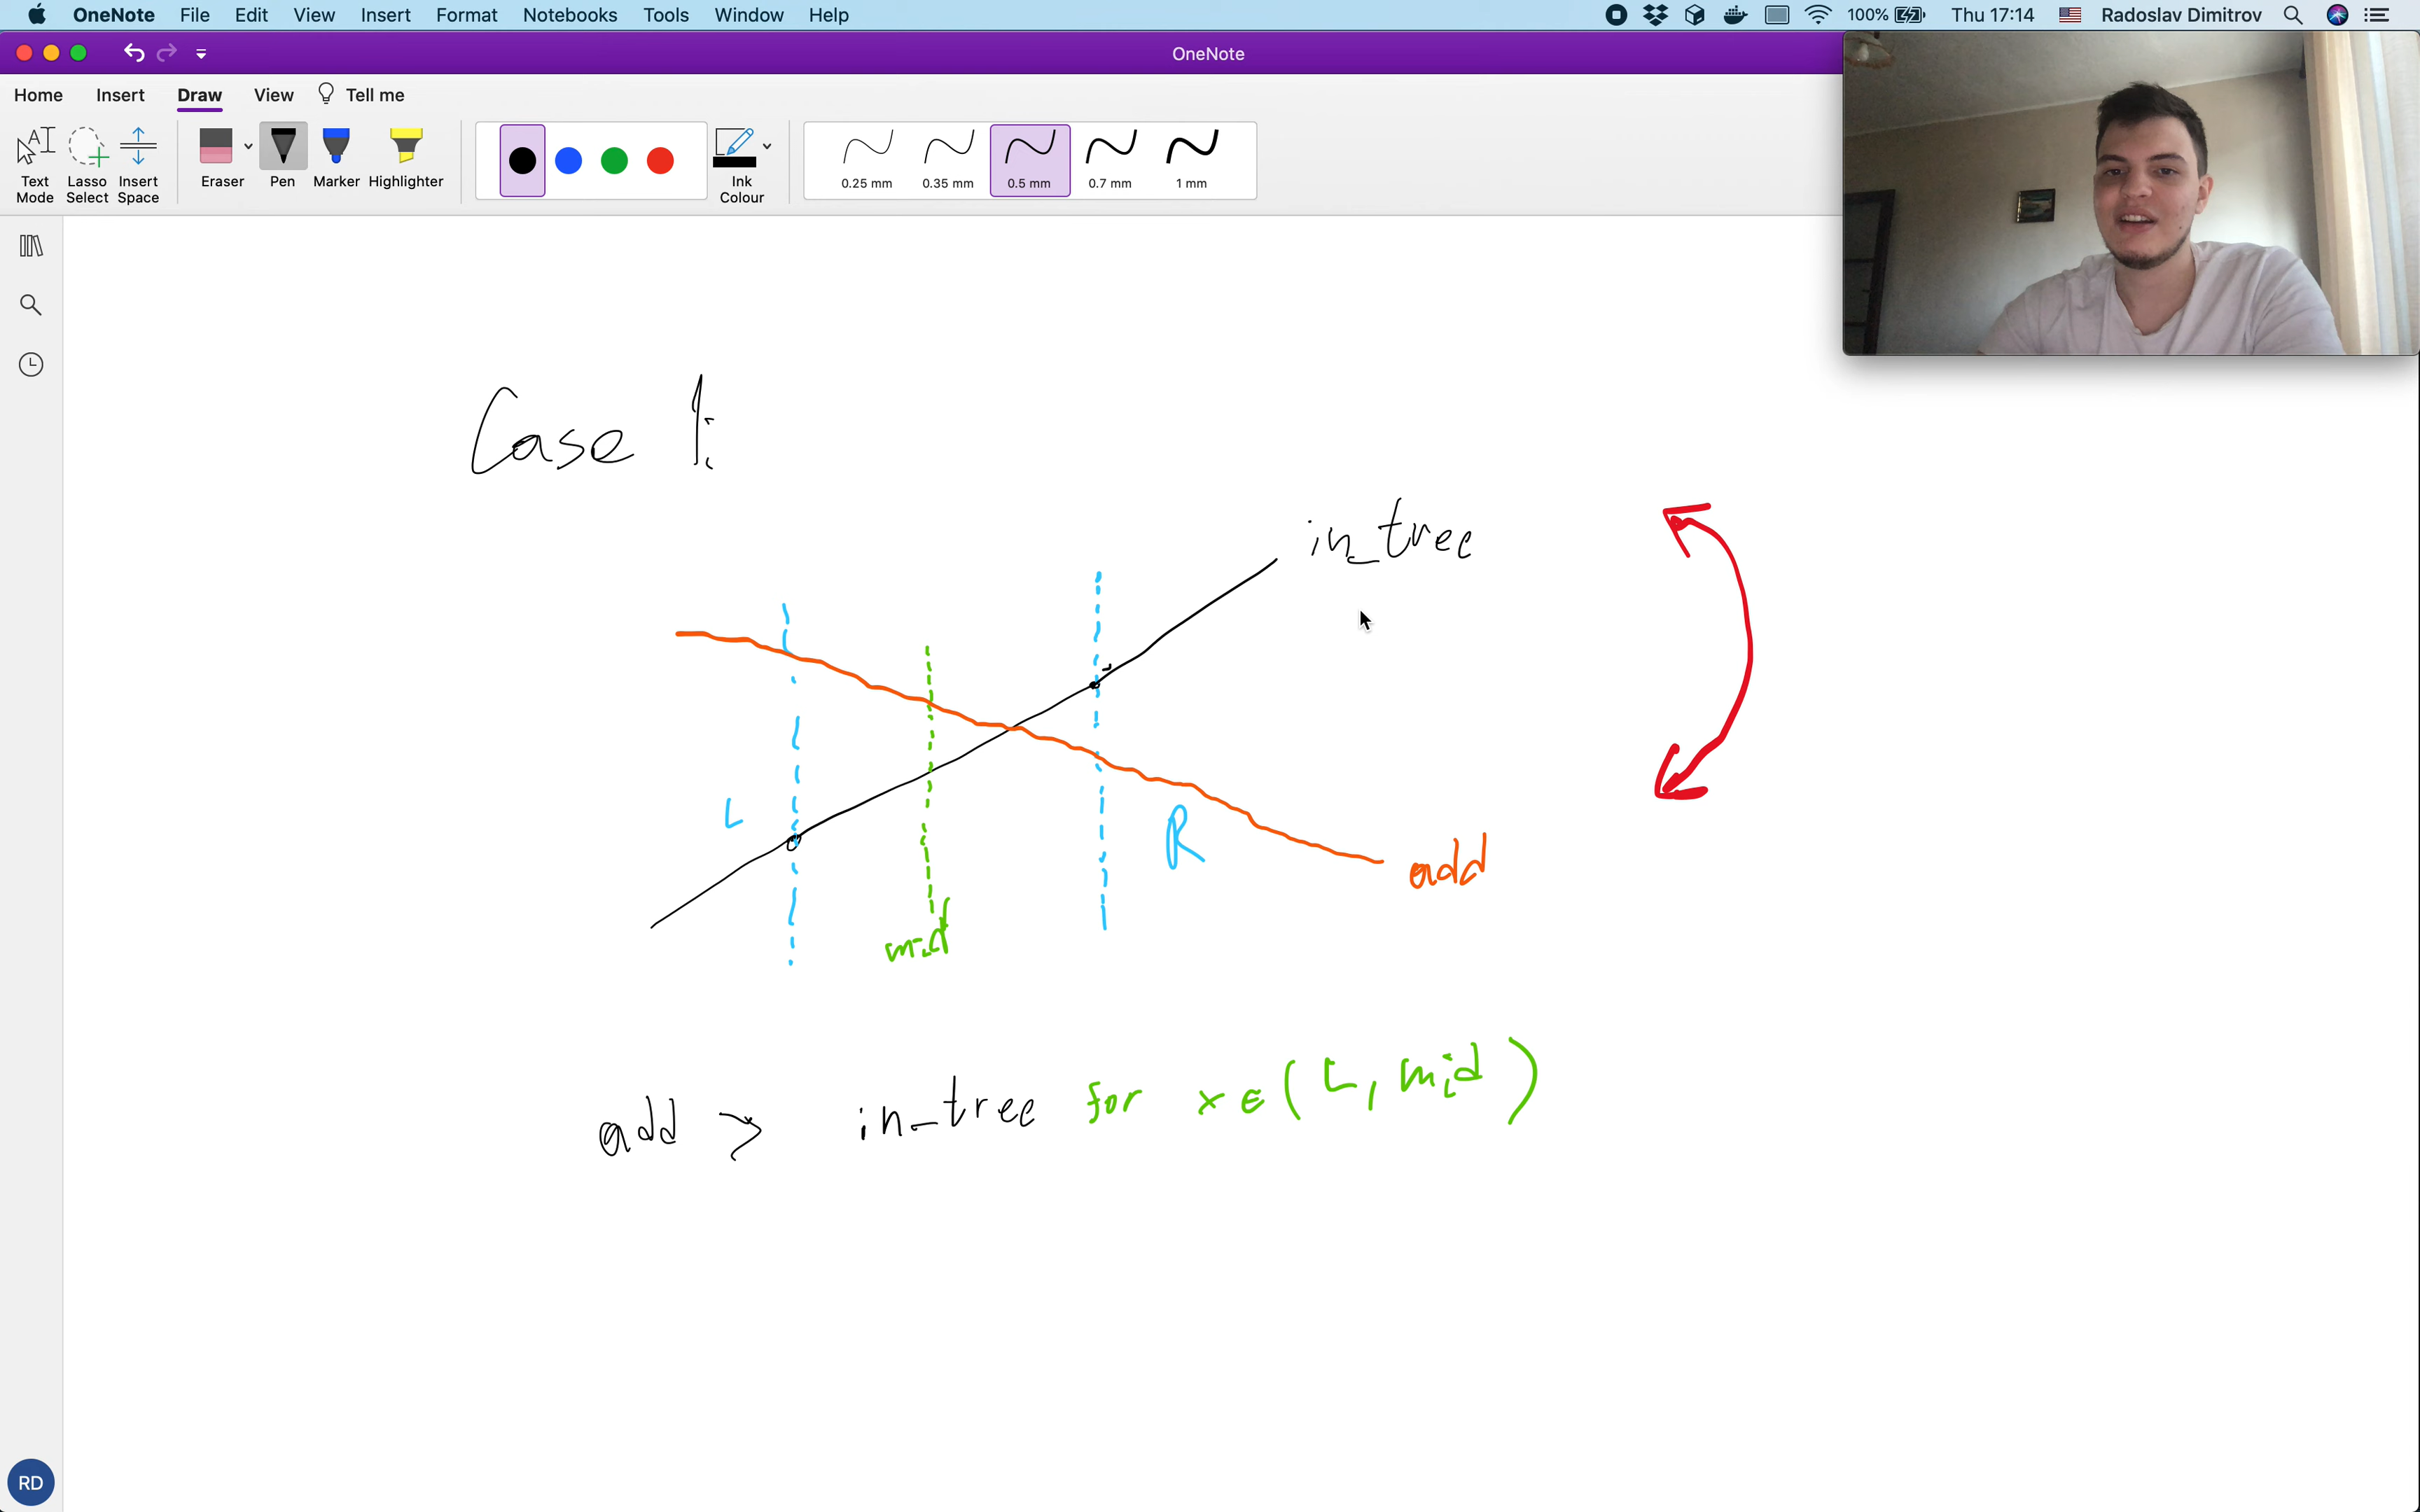 OneNote File Edit View Insert Format Notebooks Tools Window Help 100% Thu 17:14 Radoslav Dimitrov
OneNote
Home Insert Draw View Tell me
Text Mode Lasso Select Insert Space Eraser Pen Marker Highlighter Ink Colour 0.25 mm 0.35 mm 0.5 mm 0.7 mm 1 mm
Case 1:
in_tree
L
R
add
mid
add > in_tree for x ∈ (L, mid)
RD